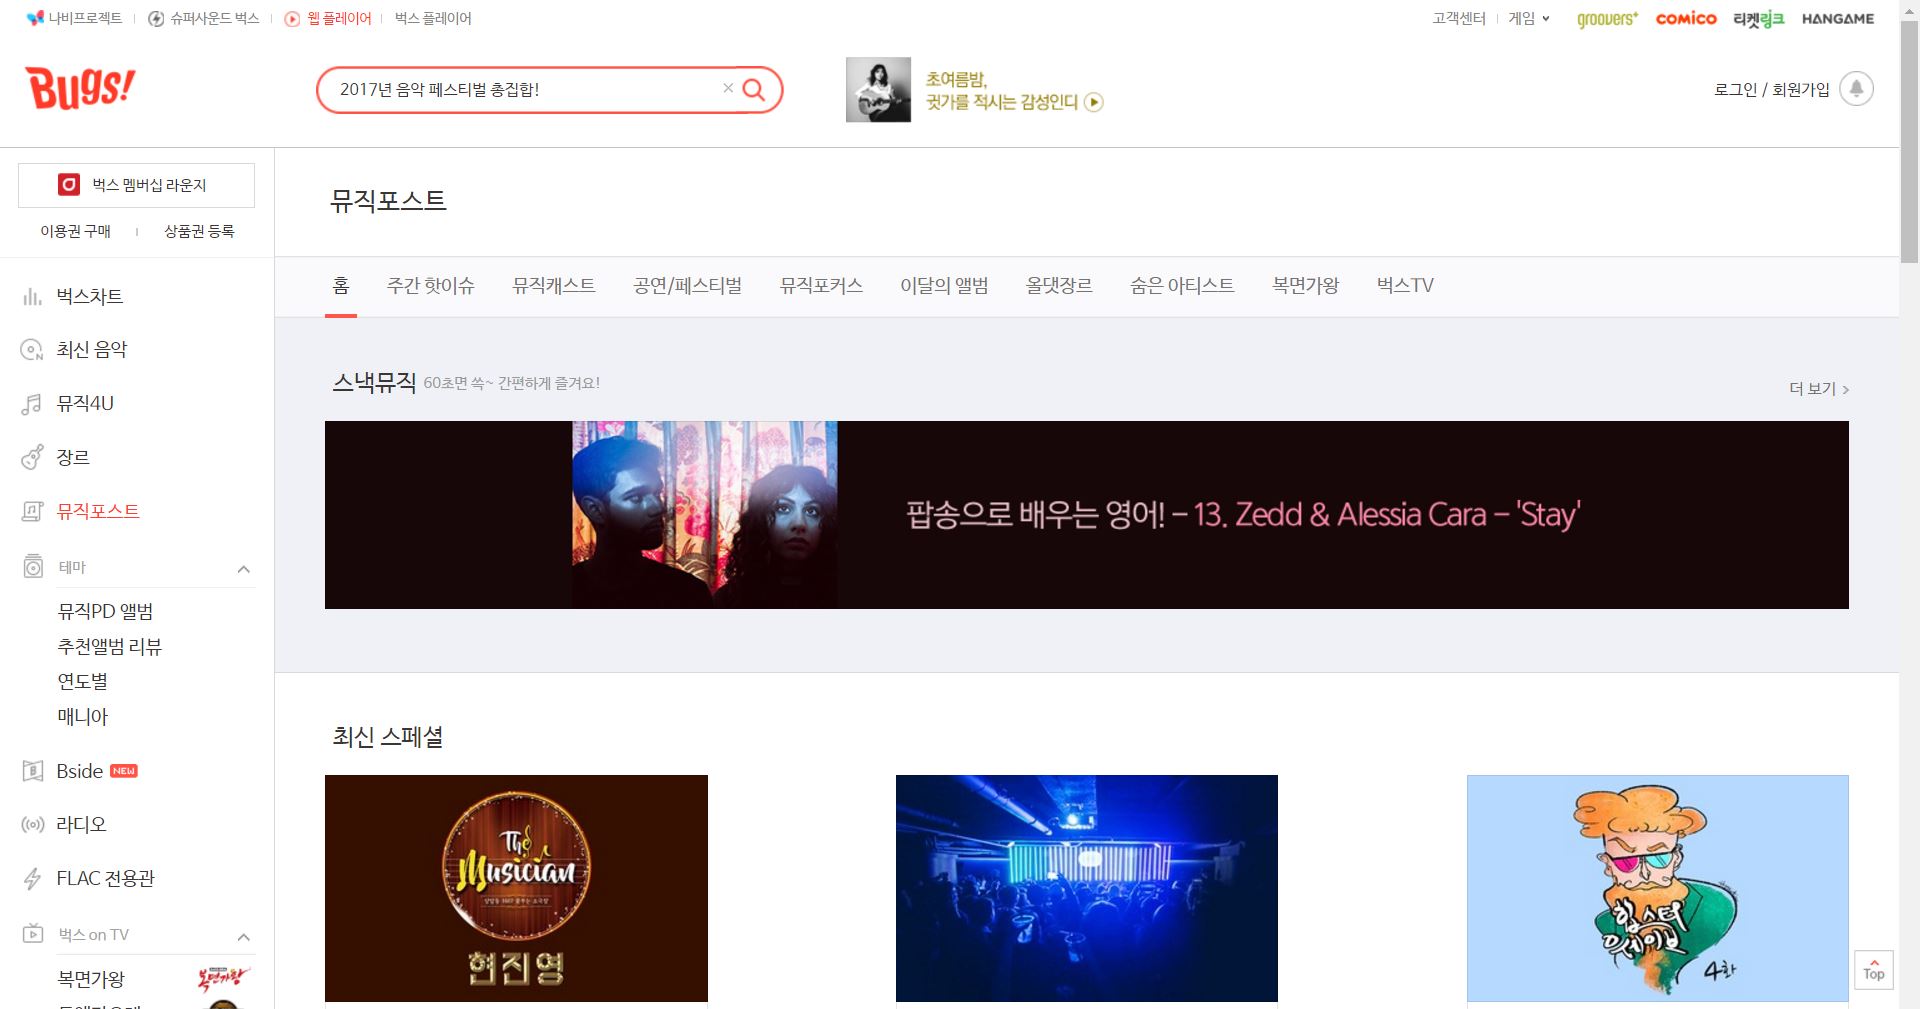 나비프로젝트 슈퍼사운드 벅스 웹 플레이어 벅스 플레이어
고객센터 게임 groovers+ comico 티켓링크 HANGAME
Bugs!
2017년 음악 페스티벌 총집합!
초여름밤,
귓가를 적시는 감성인디
로그인 / 회원가입
벅스 멤버십 라운지
이용권 구매 상품권 등록
벅스차트
최신 음악
뮤직4U
장르
뮤직포스트
테마
뮤직PD 앨범
추천앨범 리뷰
연도별
매니아
Bside NEW
라디오
FLAC 전용관
벅스 on TV
복면가왕 복면가왕
뮤직포스트
홈 주간 핫이슈 뮤직캐스트 공연/페스티벌 뮤직포커스 이달의 앨범 올댓장르 숨은 아티스트 복면가왕 벅스TV
스낵뮤직 60초면 쏙~ 간편하게 즐겨요!
더 보기
팝송으로 배우는 영어! – 13. Zedd & Alessia Cara – 'Stay'
최신 스페셜
The
Musician
현진영
힙스터
4화
Top